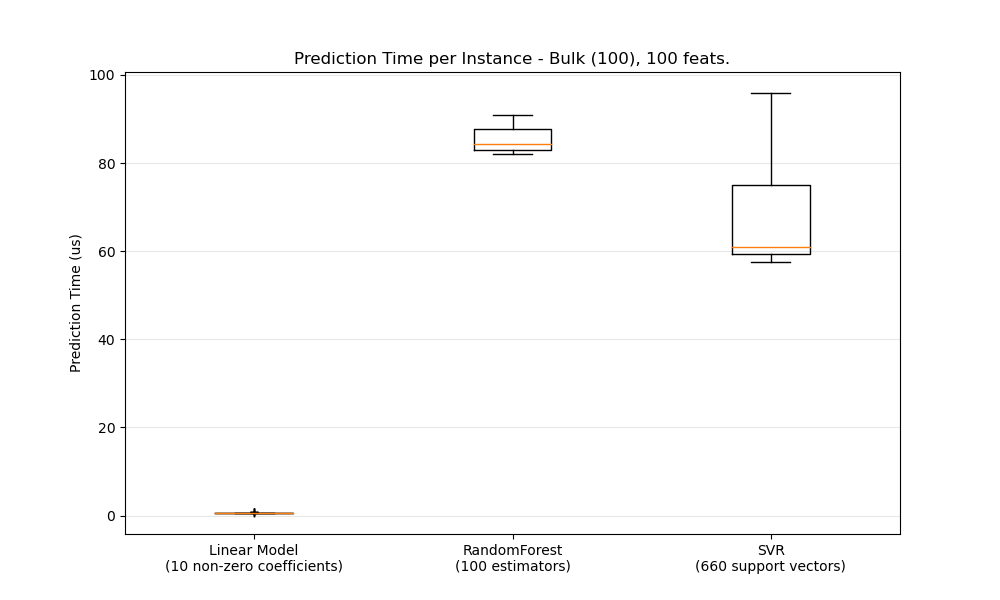 Prediction Time per Instance - Bulk (100), 100 feats.
Prediction Time (us)
100
80
60
40
20
0
Linear Model
(10 non-zero coefficients)
RandomForest
(100 estimators)
SVR
(660 support vectors)